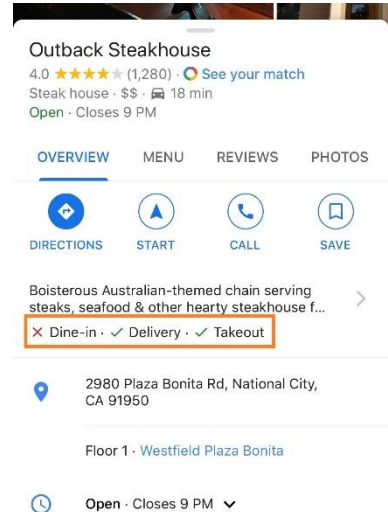 Outback Steakhouse
4.0 ★★★★★ (1,280) · See your match
Steak house · $$ · 18 min
Open · Closes 9 PM
OVERVIEW MENU REVIEWS PHOTOS
DIRECTIONS START CALL SAVE
Boisterous Australian-themed chain serving
steaks, seafood & other hearty steakhouse f...
✕ Dine-in · ✓ Delivery · ✓ Takeout
2980 Plaza Bonita Rd, National City,
CA 91950
Floor 1 · Westfield Plaza Bonita
Open · Closes 9 PM